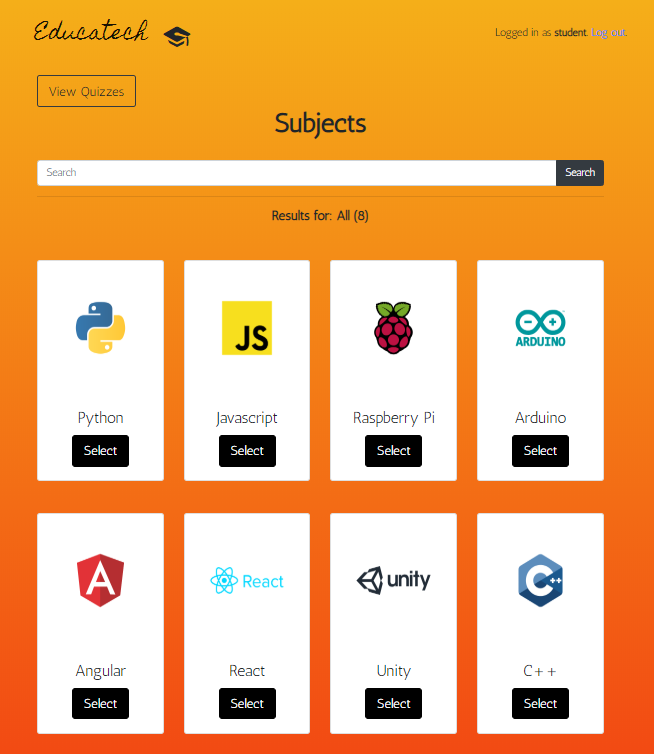 Educatech
Logged in as student. Log out.
View Quizzes
Subjects
Search Search
Results for: All (8)
JS
ARDUINO
Python Javascript Raspberry Pi Arduino
Select Select Select Select
A React unity C++
Angular React Unity C++
Select Select Select Select